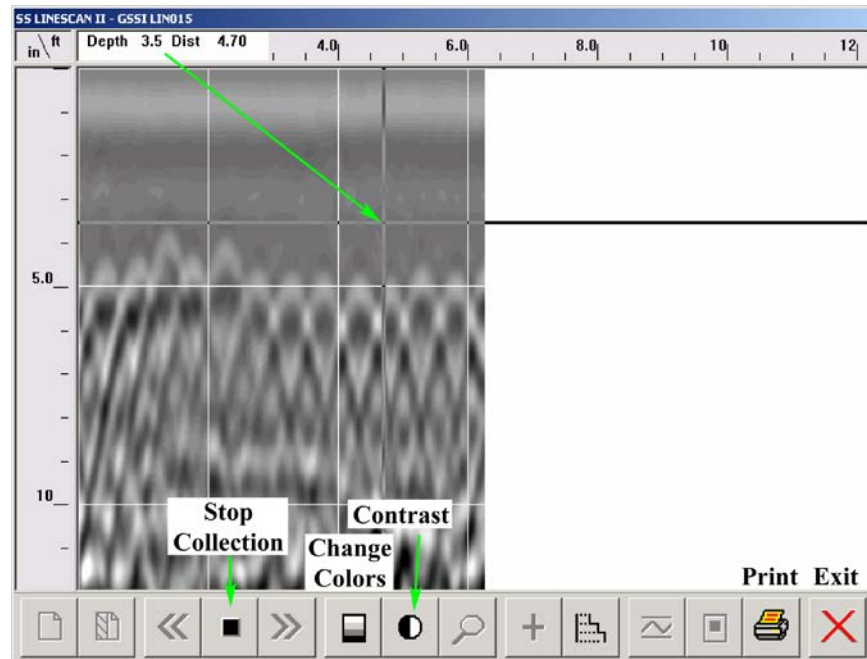 SS LINESCAN II - GSSI LIN015
in\ft Depth 3.5 Dist 4.70 4.0 6.0 8.0 10 12
5.0
10
Stop
Collection
Change
Colors
Contrast
Print Exit